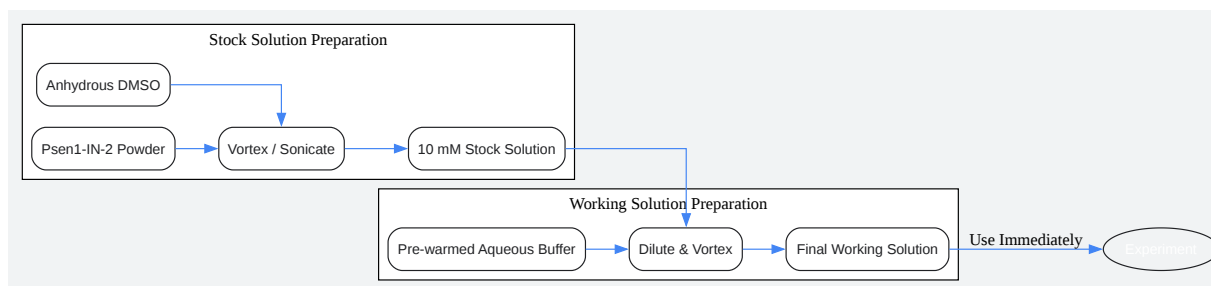 Stock Solution Preparation
Anhydrous DMSO
Psen1-IN-2 Powder
Vortex / Sonicate
10 mM Stock Solution
Working Solution Preparation
Pre-warmed Aqueous Buffer
Dilute & Vortex
Final Working Solution
Use Immediately
Experiment